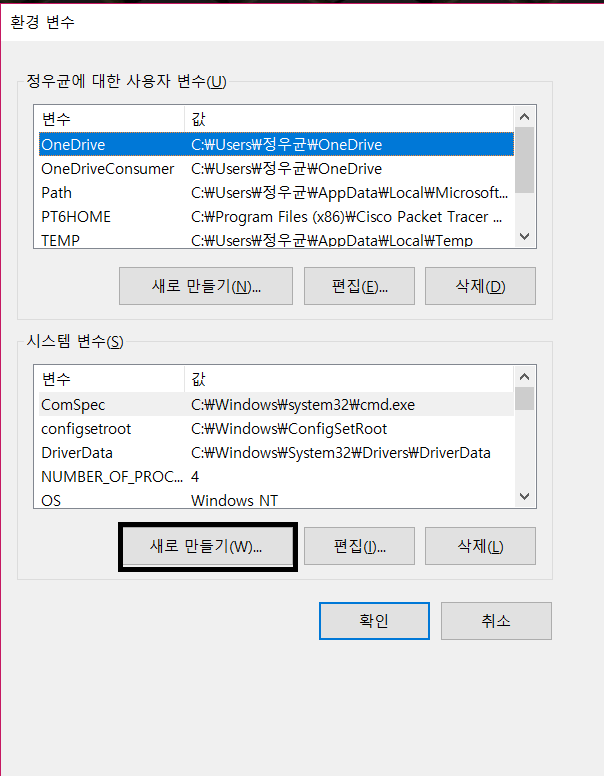 환경 변수
정우균에 대한 사용자 변수(U)
변수 값
OneDrive C:₩Users₩정우균₩OneDrive
OneDriveConsumer C:₩Users₩정우균₩OneDrive
Path C:₩Users₩정우균₩AppData₩Local₩Microsoft...
PT6HOME C:₩Program Files (x86)₩Cisco Packet Tracer ...
TEMP C:₩Users₩정우균₩AppData₩Local₩Temp
새로 만들기(N)... 편집(E)... 삭제(D)
시스템 변수(S)
변수 값
ComSpec C:₩Windows₩system32₩cmd.exe
configsetroot C:₩Windows₩ConfigSetRoot
DriverData C:₩Windows₩System32₩Drivers₩DriverData
NUMBER_OF_PROC... 4
OS Windows NT
새로 만들기(W)... 편집(I)... 삭제(L)
확인 취소